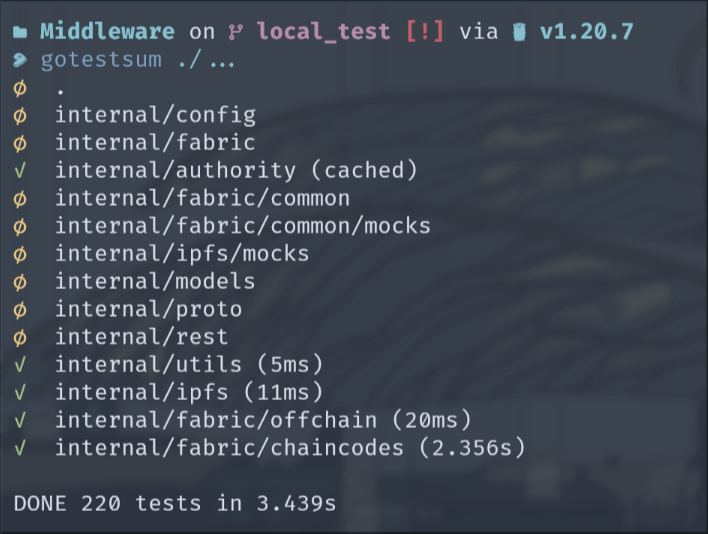 Middleware on local_test [!] via v1.20.7
gotestsum ./...
∅ .
∅ internal/config
∅ internal/fabric
✓ internal/authority (cached)
∅ internal/fabric/common
∅ internal/fabric/common/mocks
∅ internal/ipfs/mocks
∅ internal/models
∅ internal/proto
∅ internal/rest
✓ internal/utils (5ms)
✓ internal/ipfs (11ms)
✓ internal/fabric/offchain (20ms)
✓ internal/fabric/chaincodes (2.356s)
DONE 220 tests in 3.439s